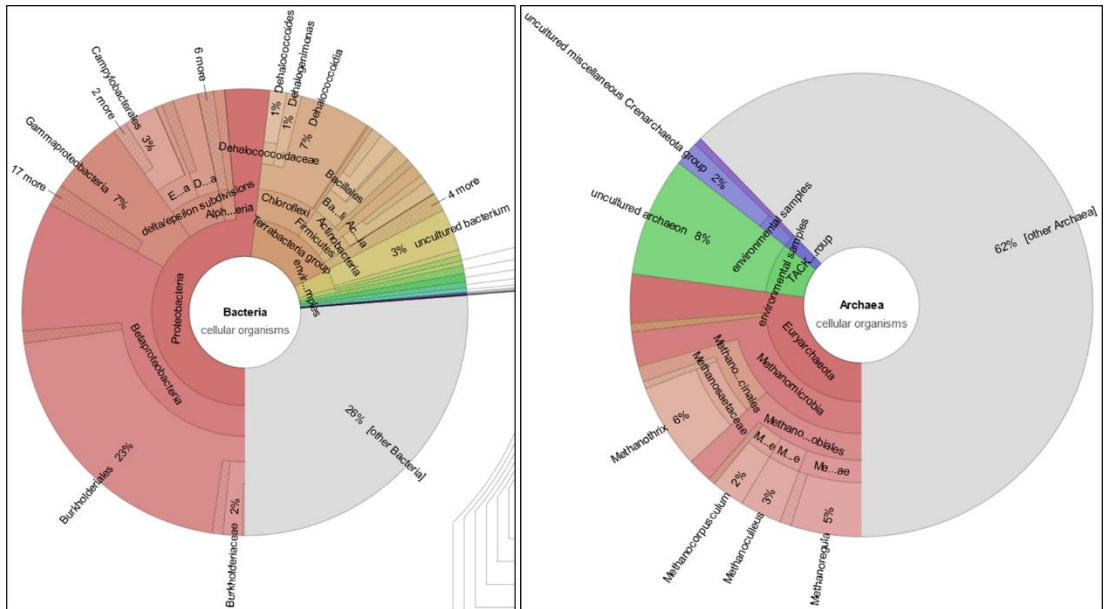 Dehalococcoides
1%
Dehalogenimonas
1%
Dehalococcoidia
7%
Dehalococcoidaceae
6 more
Campylobacterales
3%
2 more
Gammaproteobacteria
7%
17 more
E...a
D...a
delta/epsilon subdivisions
Alph...eria
Chloroflexi
Bacillales
Ba...li
Ac...ia
Firmicutes
Actinobacteria
Terrabacteria group
4 more
3% uncultured bacterium
envir...mples
Proteobacteria
Bacteria
cellular organisms
Betaproteobacteria
26% [other Bacteria]
Burkholderiales 23%
Burkholderiaceae 2%
uncultured miscellaneous Crenarchaeota group 2%
uncultured archaeon 8%
environmental samples
environmental samples
TACK...roup
62% [other Archaea]
Archaea
cellular organisms
Euryarchaeota
Methanomicrobia
Methano...cinales
Methanosaetaceae
Methanothrix 6%
Methano...obiales
M...e
M...e
Me...ae
Methanocorpusculum 2%
Methanoculleus 3%
Methanoregula 5%